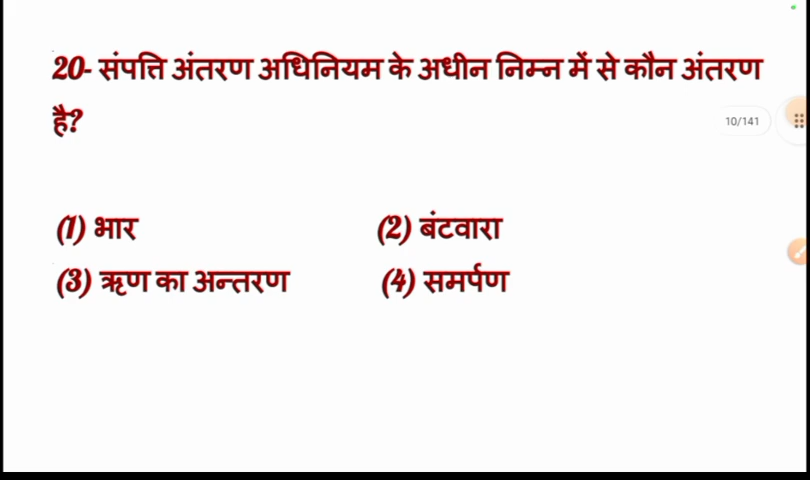 20- संपत्ति अंतरण अधिनियम के अधीन निम्न में से कौन अंतरण
है?
10/141
(1) भार (2) बंटवारा
(3) ऋण का अन्तरण (4) समर्पण